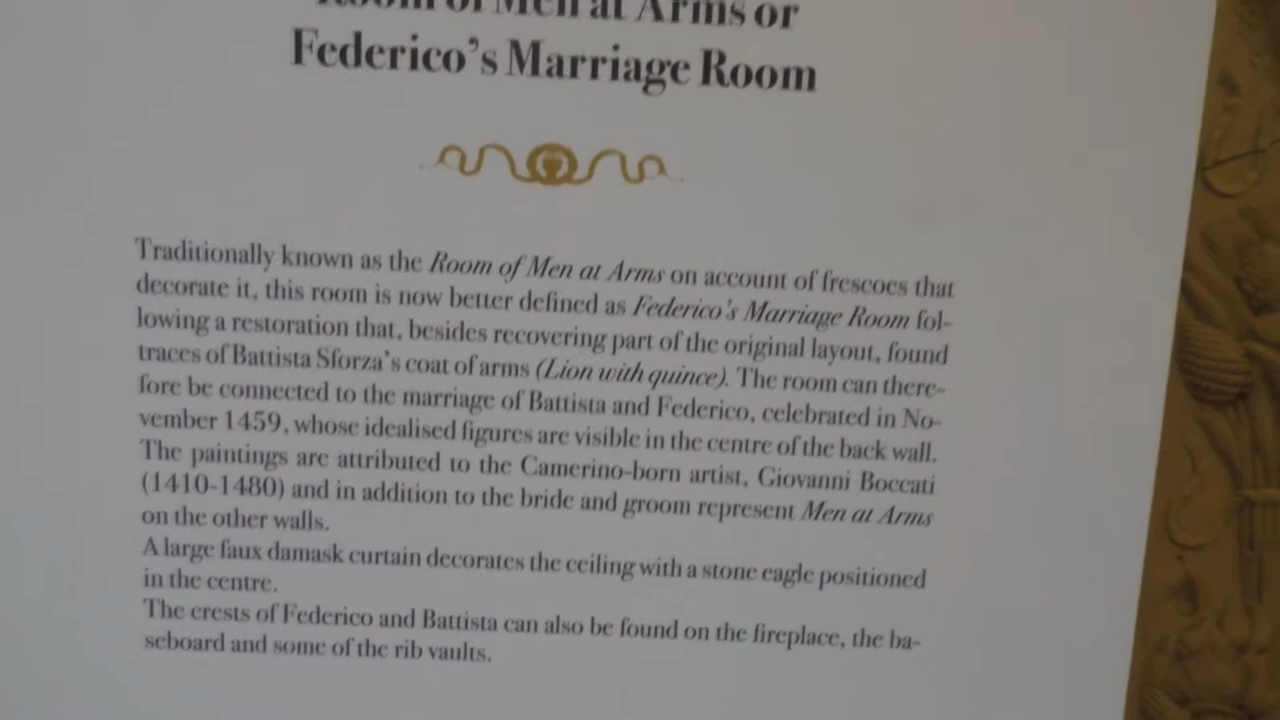 Room of Men at Arms or
Federico’s Marriage Room
Traditionally known as the Room of Men at Arms on account of frescoes that
decorate it, this room is now better defined as Federico’s Marriage Room fol-
lowing a restoration that, besides recovering part of the original layout, found
traces of Battista Sforza’s coat of arms (Lion with quince). The room can there-
fore be connected to the marriage of Battista and Federico, celebrated in No-
vember 1459, whose idealised figures are visible in the centre of the back wall.
The paintings are attributed to the Camerino-born artist, Giovanni Boccati
(1410-1480) and in addition to the bride and groom represent Men at Arms
on the other walls.
A large faux damask curtain decorates the ceiling with a stone eagle positioned
in the centre.
The crests of Federico and Battista can also be found on the fireplace, the ba-
seboard and some of the rib vaults.